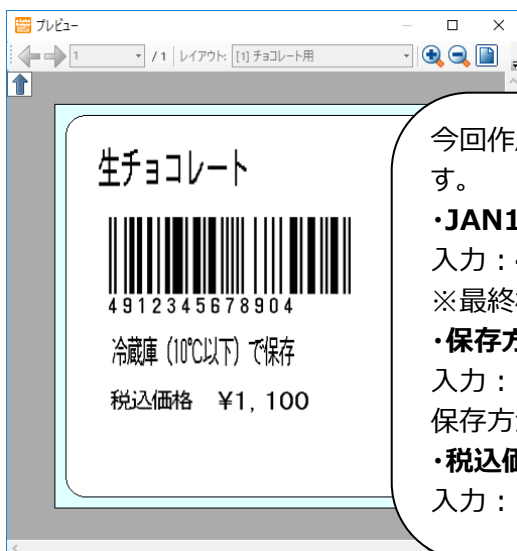 プレビュー
1 / 1 レイアウト: [1] チョコレート用
生チョコレート
4912345678904
冷蔵庫（10℃以下）で保存
税込価格 ¥1,100
今回作
す。
・JAN1
入力：
※最終
・保存方
入力：
保存方
・税込価
入力：